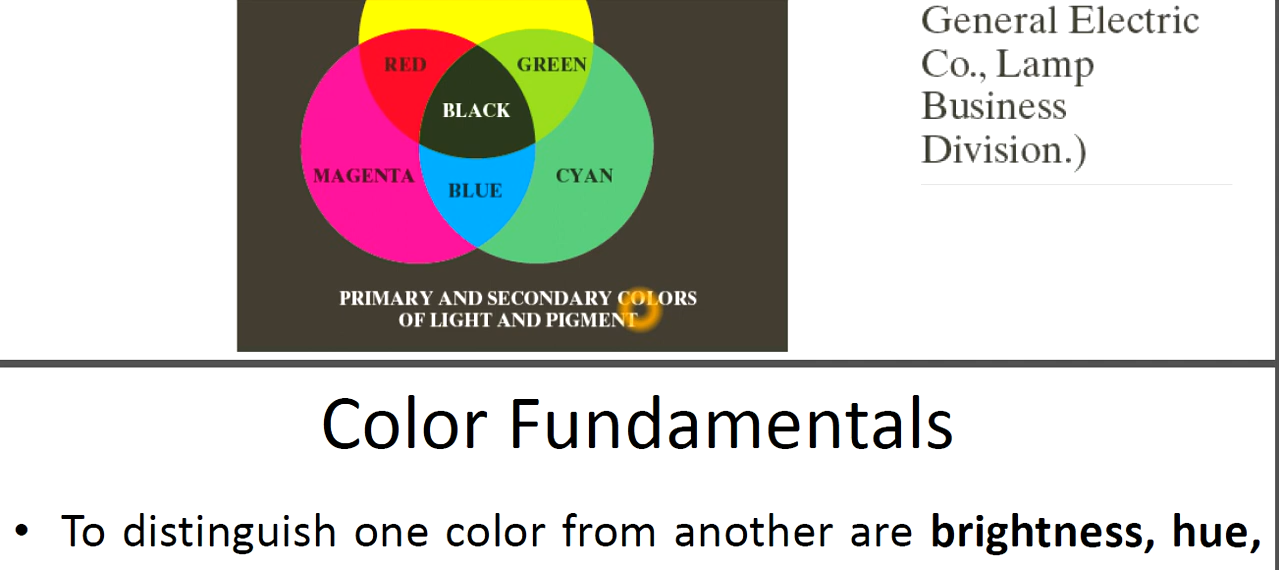 General Electric
Co., Lamp
Business
Division.)
RED
GREEN
BLACK
MAGENTA
BLUE
CYAN
PRIMARY AND SECONDARY COLORS
OF LIGHT AND PIGMENT
Color Fundamentals
• To distinguish one color from another are brightness, hue,